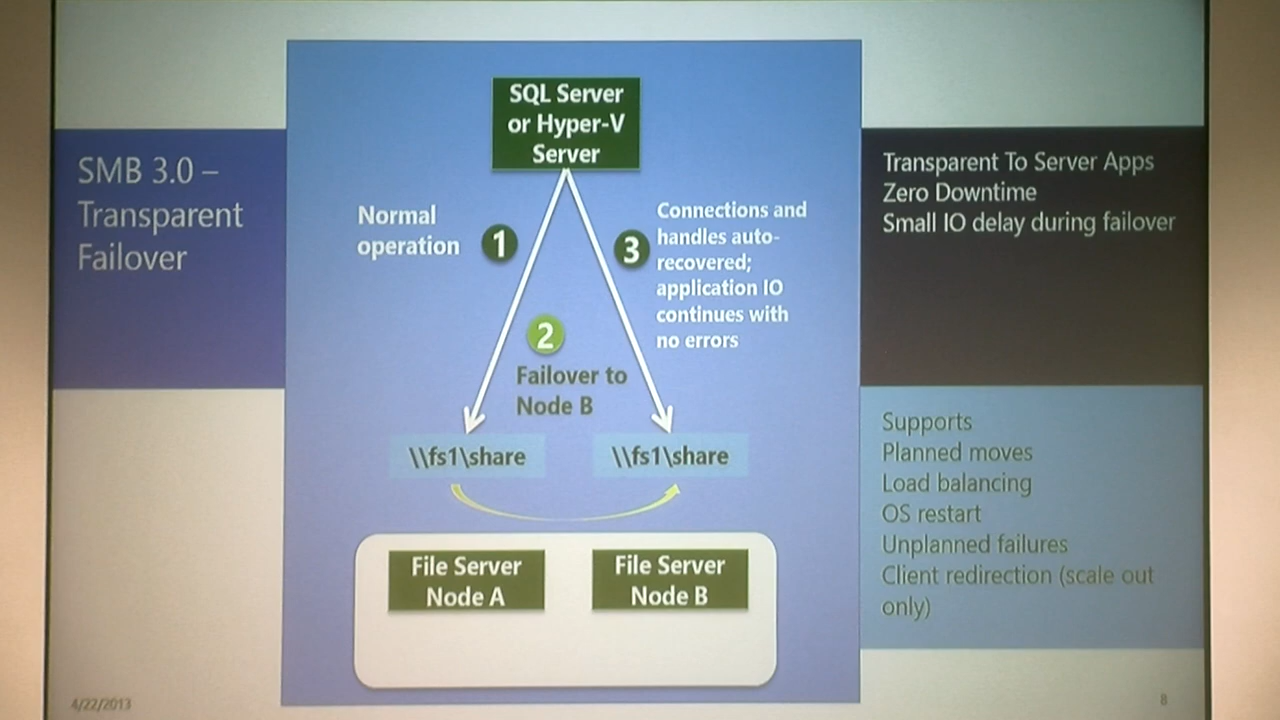 SMB 3.0 –
Transparent
Failover
SQL Server
or Hyper-V
Server
Normal
operation
1
3
Connections and
handles auto-
recovered;
application IO
continues with
no errors
2
Failover to
Node B
\\fs1\share
\\fs1\share
File Server
Node A
File Server
Node B
Transparent To Server Apps
Zero Downtime
Small IO delay during failover
Supports
Planned moves
Load balancing
OS restart
Unplanned failures
Client redirection (scale out
only)
4/22/2013
8